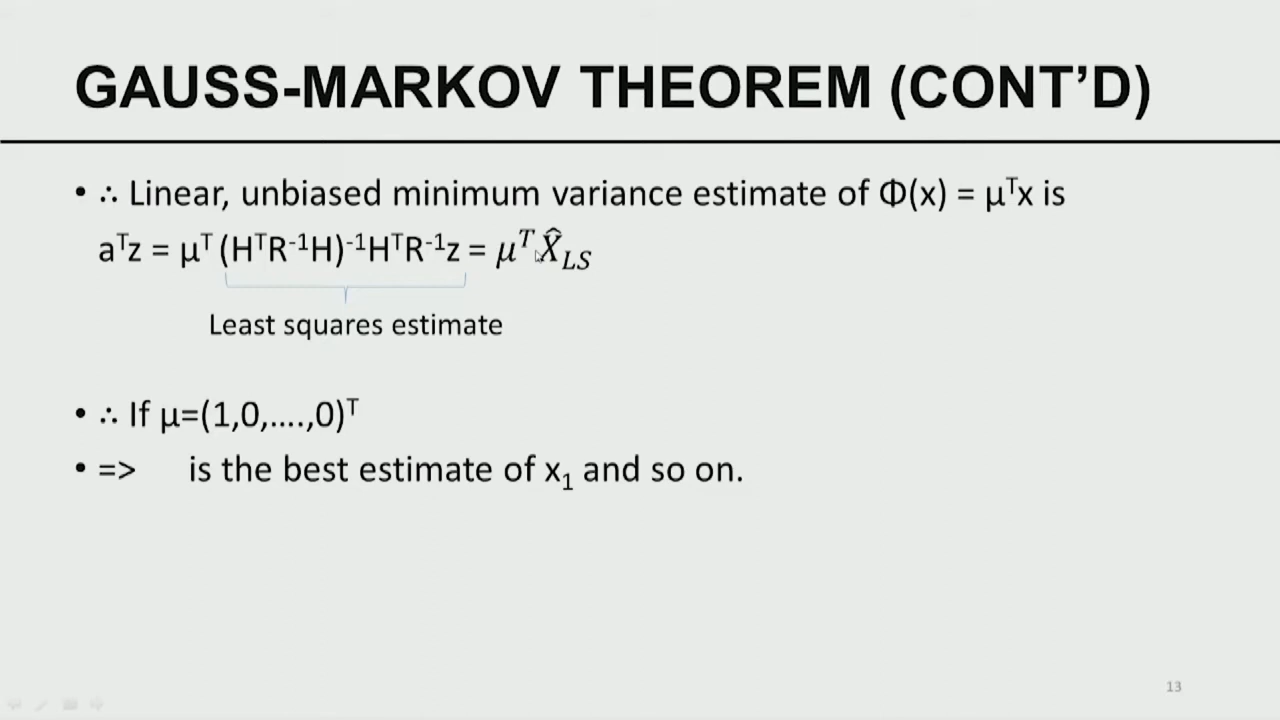 GAUSS-MARKOV THEOREM (CONT'D)
• ∴ Linear, unbiased minimum variance estimate of Φ(x) = μᵀx is
aᵀz = μᵀ (HᵀR⁻¹H)⁻¹HᵀR⁻¹z = μᵀX̂_LS
Least squares estimate
• ∴ If μ=(1,0,....,0)ᵀ
• => is the best estimate of x₁ and so on.
13